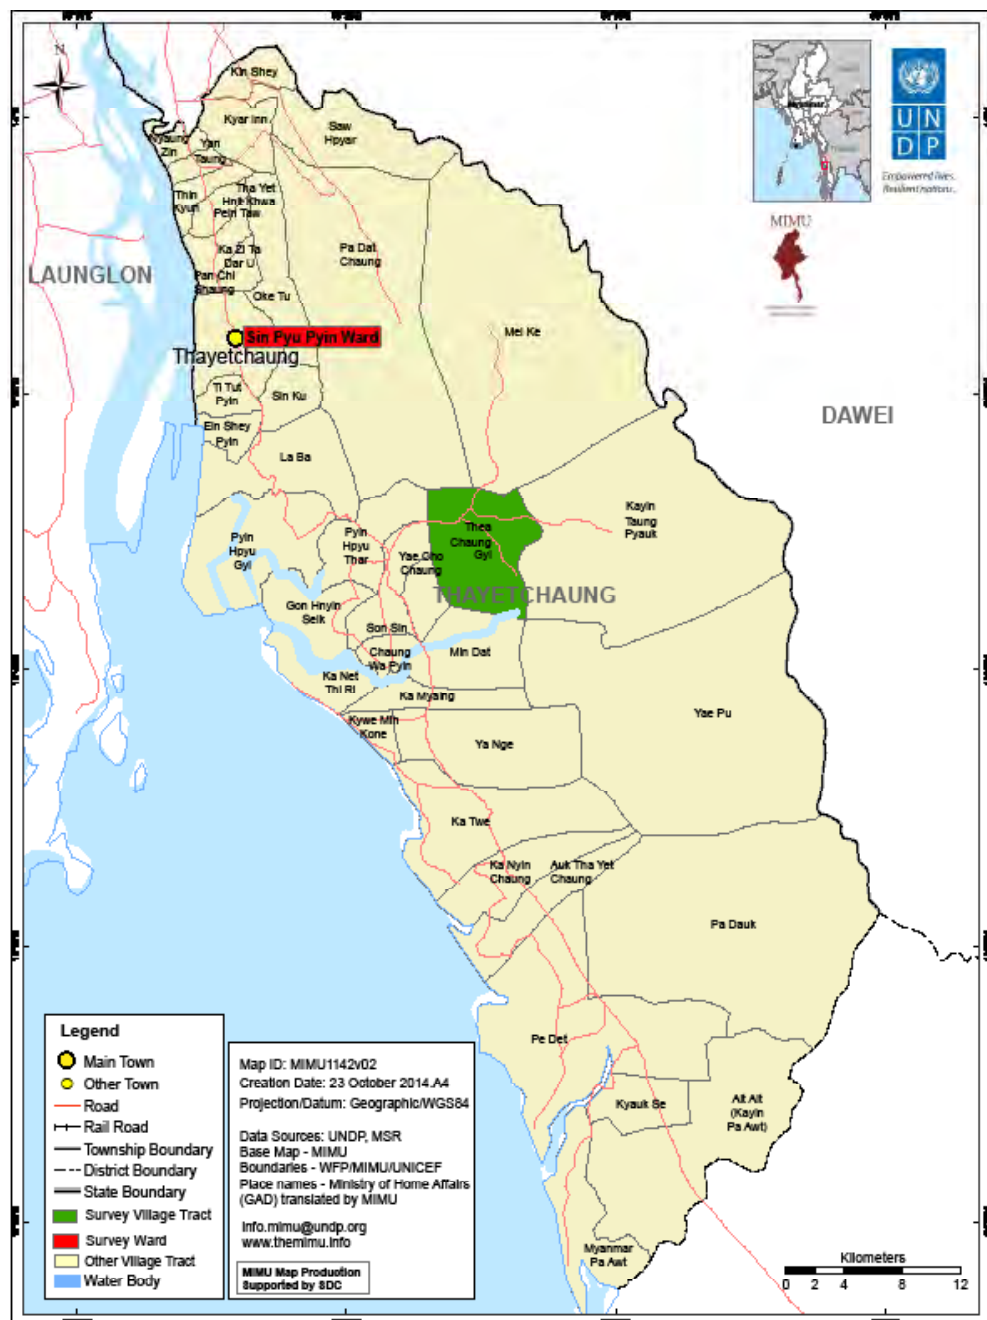 N
Kin Shey
Kyar Inn
Saw
Hpyar
Nyaung
Zin
Yan
Taung
Thin
Kyun
Tha Yet
Hnit Khwa
Pein Taw
Ka Zi Ta
Dar U
Pan Chi
Shaung
Oke Tu
Pa Dat
Chaung
LAUNGLON
Sin Pyu Pyin Ward
Thayetchaung
Mei Ke
Ti Tut
Pyin
Sin Ku
Ein Shey
Pyin
La Ba
DAWEI
Kayin
Taung
Pyauk
Thea
Chaung
Gyi
Pyin
Hpyu
Gyi
Pyin
Hpyu
Thar
Yae Cho
Chaung
THAYETCHAUNG
Gon Hnyin
Seik
Son Sin
Chaung
Wa Pyin
Min Dat
Ka Net
Thi Ri
Ka Myaing
Kywe Min
Kone
Ya Nge
Yae Pu
Ka Twe
Ka Nyin
Chaung
Auk Tha Yet
Chaung
Pa Dauk
Pe Det
Kyauk Se
Ait Ait
(Kayin
Pa Awt)
Myanmar
Pa Awt
Myanmar
U N
D P
Empowered lives.
Resilient nations.
MIMU
Legend
Main Town
Other Town
Road
Rail Road
Township Boundary
District Boundary
State Boundary
Survey Village Tract
Survey Ward
Other Village Tract
Water Body
Map ID: MIMU1142v02
Creation Date: 23 October 2014.A4
Projection/Datum: Geographic/WGS84
Data Sources: UNDP, MSR
Base Map - MIMU
Boundaries - WFP/MIMU/UNICEF
Place names - Ministry of Home Affairs
(GAD) translated by MIMU
info.mimu@undp.org
www.themimu.info
MIMU Map Production
Supported by SDC
Kilometers
0 2 4 8 12